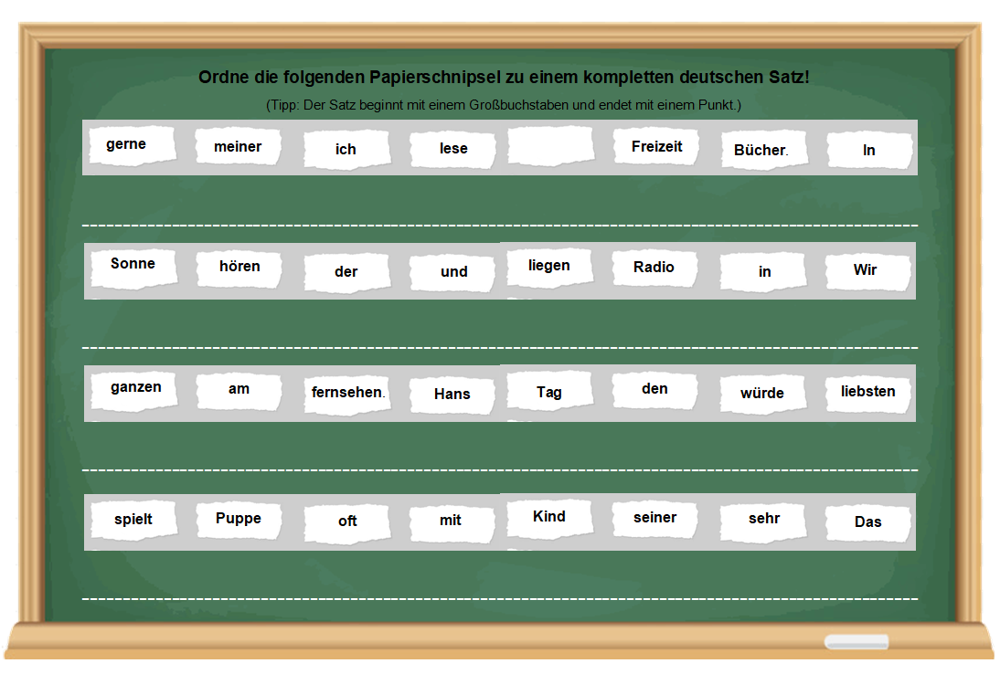 Ordne die folgenden Papierschnipsel zu einem kompletten deutschen Satz!
(Tipp: Der Satz beginnt mit einem Großbuchstaben und endet mit einem Punkt.)
gerne meiner ich lese Freizeit Bücher. In
Sonne hören der und liegen Radio in Wir
ganzen am fernsehen. Hans Tag den würde liebsten
spielt Puppe oft mit Kind seiner sehr Das